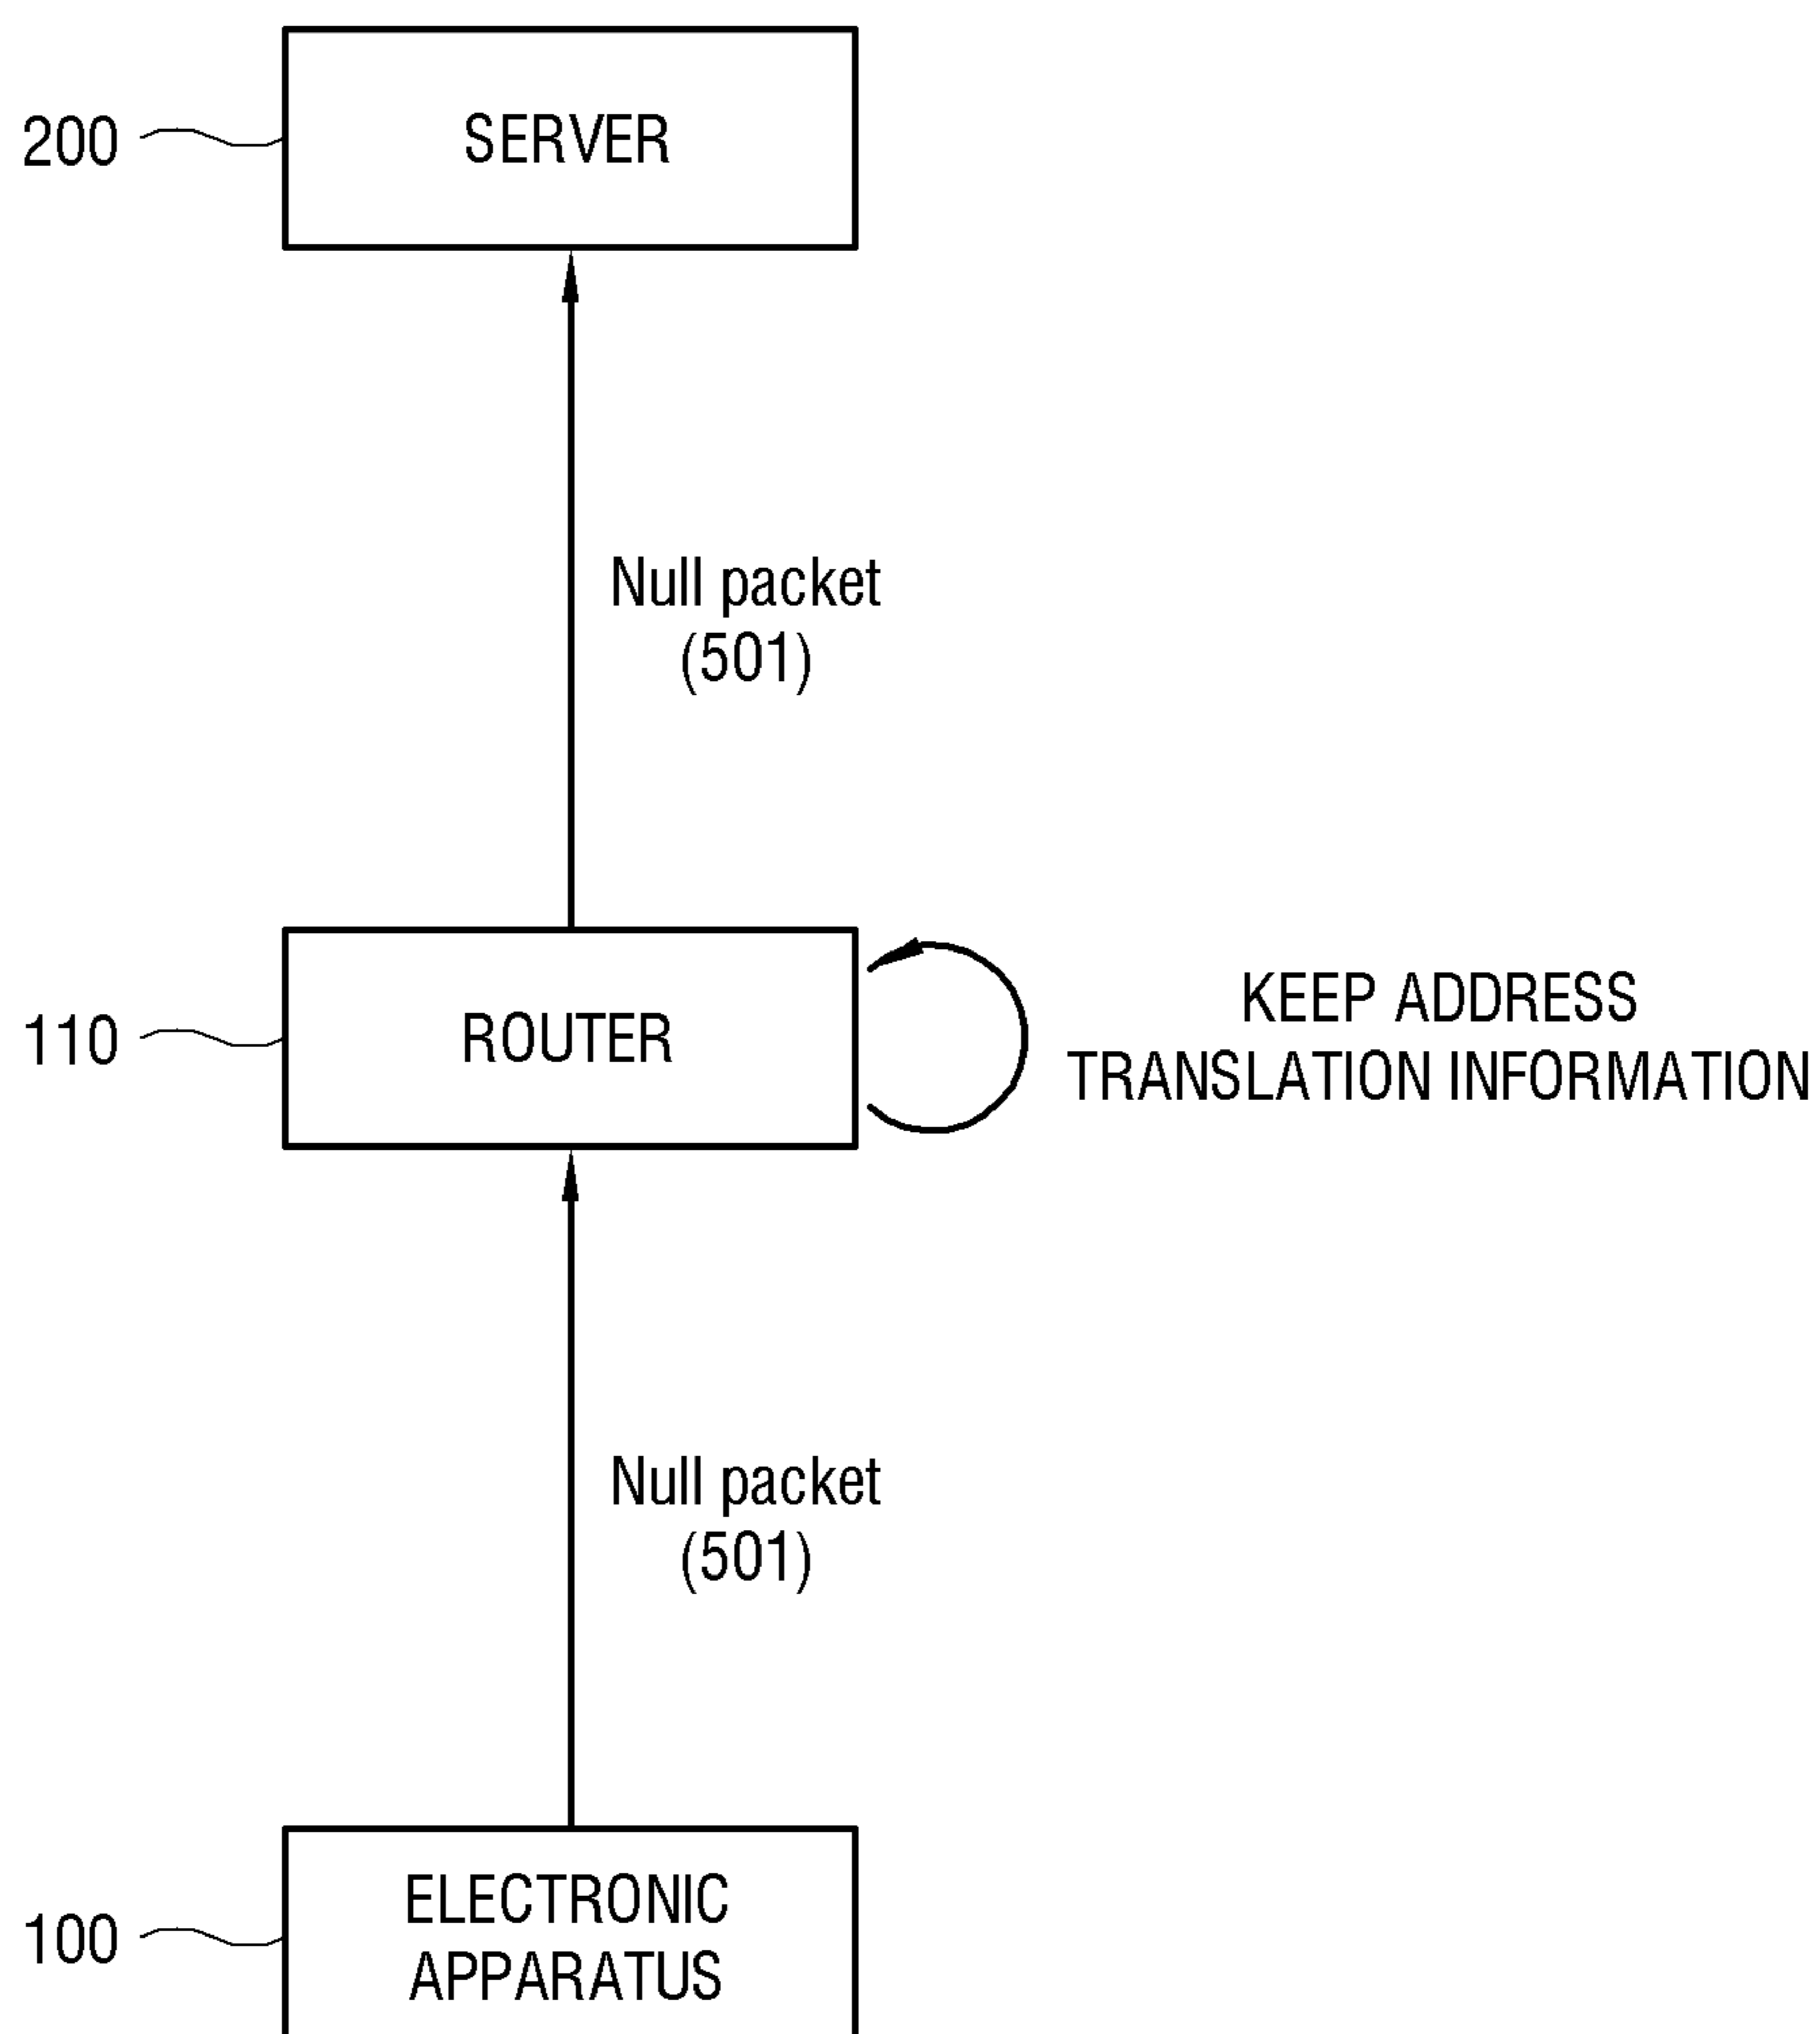 200
SERVER
Null packet
(501)
110
ROUTER
KEEP ADDRESS
TRANSLATION INFORMATION
Null packet
(501)
100
ELECTRONIC
APPARATUS